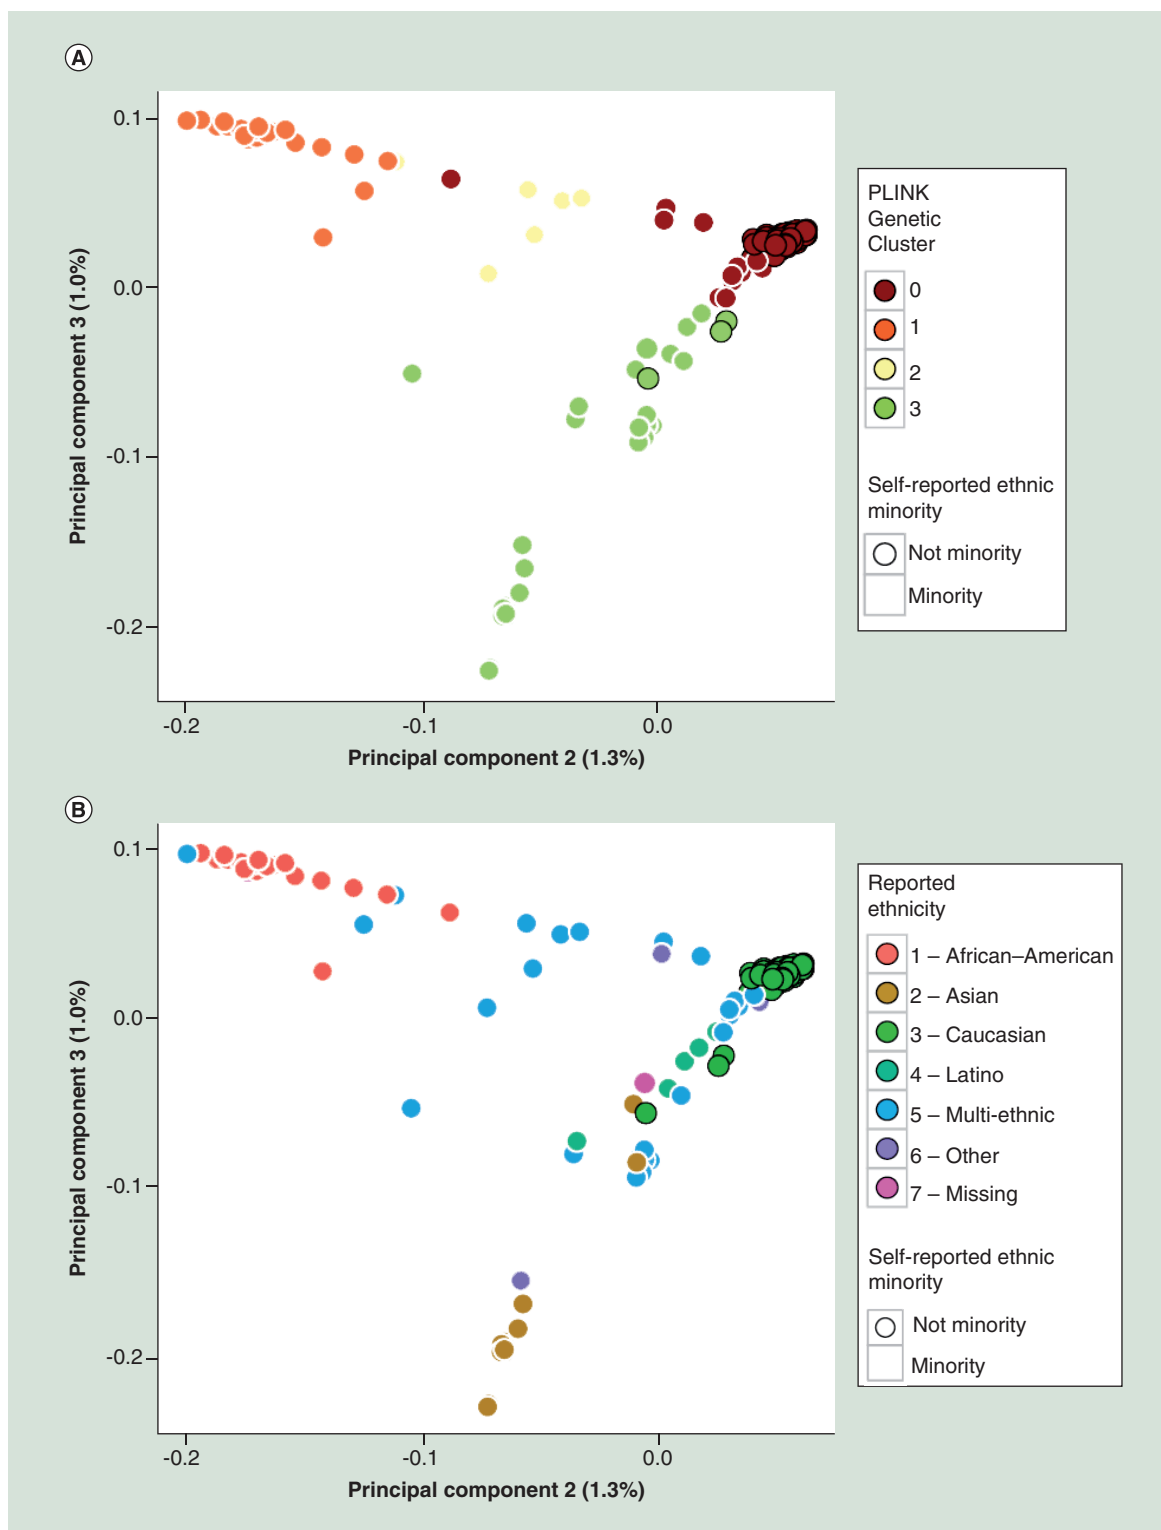 A
0.1
0.0
-0.1
-0.2
Principal component 3 (1.0%)
-0.2
-0.1
0.0
Principal component 2 (1.3%)
PLINK
Genetic
Cluster
0
1
2
3
Self-reported ethnic
minority
Not minority
Minority
B
0.1
0.0
-0.1
-0.2
Principal component 3 (1.0%)
-0.2
-0.1
0.0
Principal component 2 (1.3%)
Reported
ethnicity
1 – African–American
2 – Asian
3 – Caucasian
4 – Latino
5 – Multi-ethnic
6 – Other
7 – Missing
Self-reported ethnic
minority
Not minority
Minority